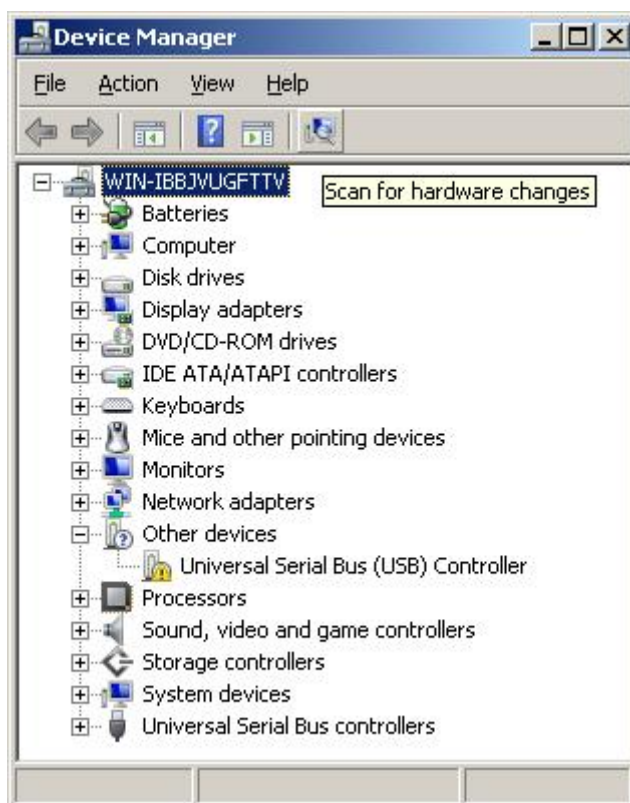 Device Manager
File Action View Help
WIN-IBBJVUGFTTV
Scan for hardware changes
Batteries
Computer
Disk drives
Display adapters
DVD/CD-ROM drives
IDE ATA/ATAPI controllers
Keyboards
Mice and other pointing devices
Monitors
Network adapters
Other devices
Universal Serial Bus (USB) Controller
Processors
Sound, video and game controllers
Storage controllers
System devices
Universal Serial Bus controllers